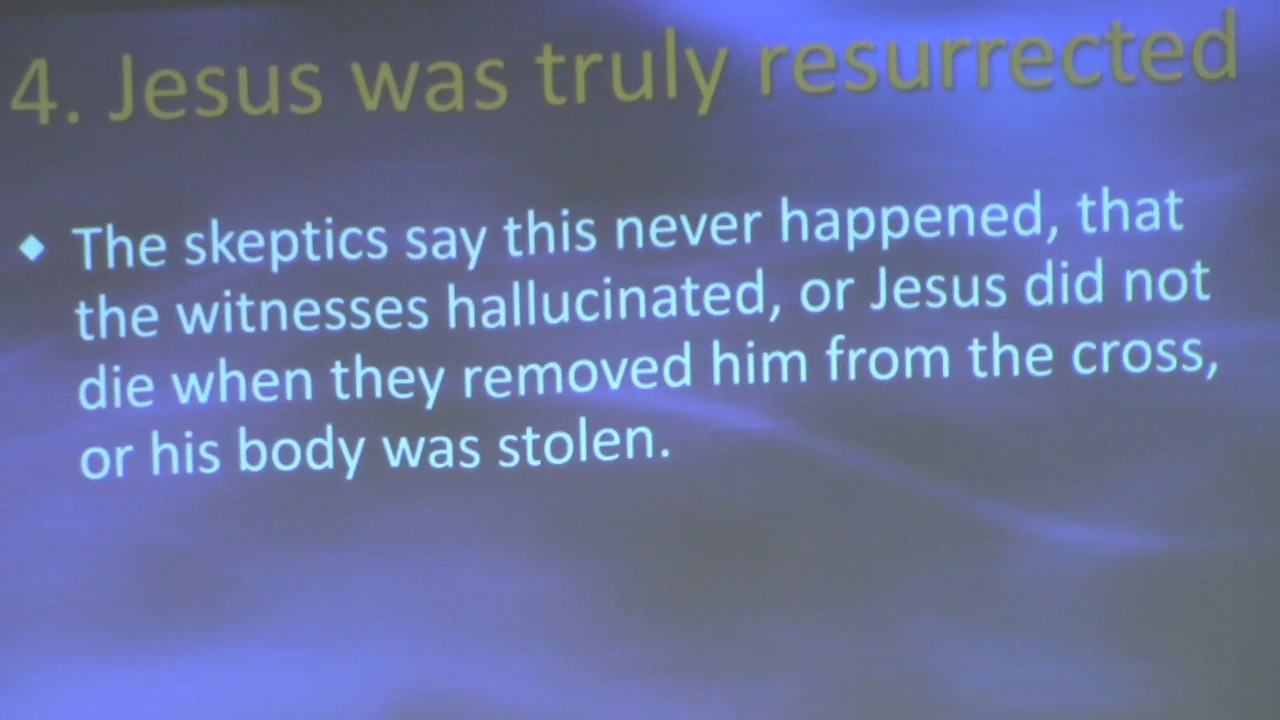 4. Jesus was truly resurrected
The skeptics say this never happened, that
the witnesses hallucinated, or Jesus did not
die when they removed him from the cross,
or his body was stolen.